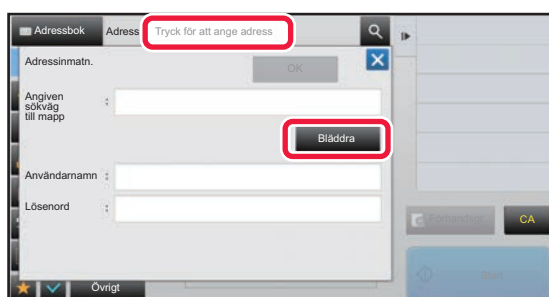 Adressbok Adress Tryck för att ange adress
Adressinmatn.
OK
Angiven
sökväg
till mapp
:
Bläddra
Användarnamn :
Lösenord :
Förhandsgr.
CA
Start
Övrigt